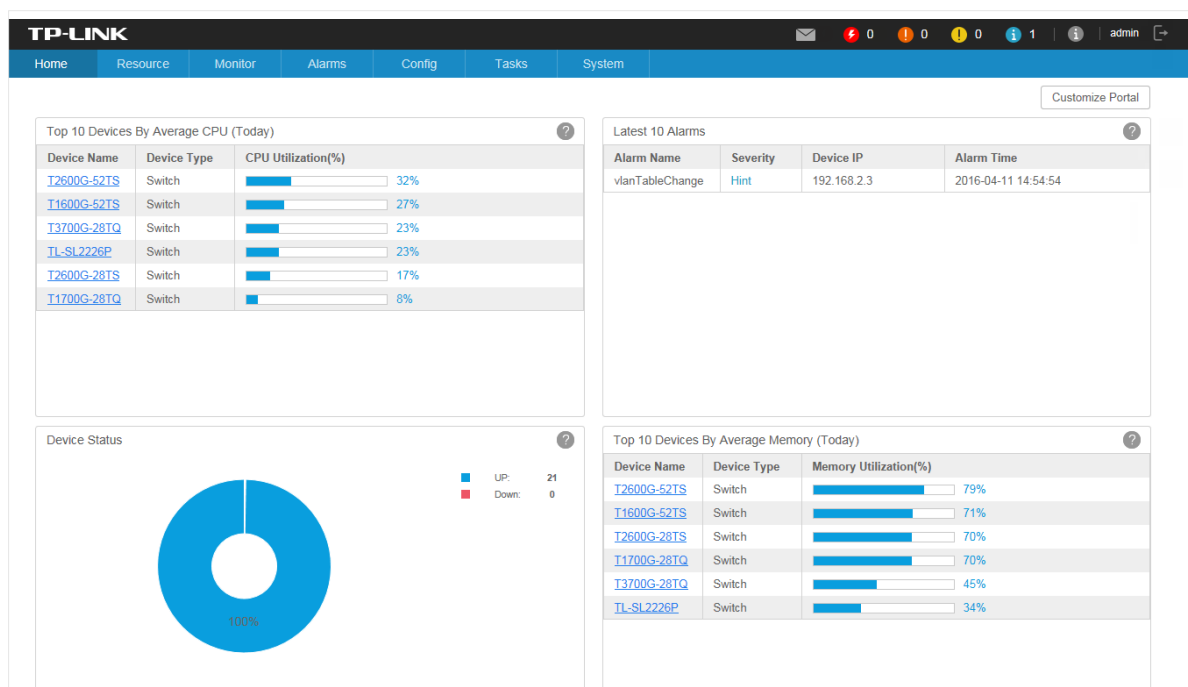 TP-LINK
0 0 0 1 admin
Home Resource Monitor Alarms Config Tasks System
Customize Portal
Top 10 Devices By Average CPU (Today) ?
Device Name Device Type CPU Utilization(%)
T2600G-52TS Switch 32%
T1600G-52TS Switch 27%
T3700G-28TQ Switch 23%
TL-SL2226P Switch 23%
T2600G-28TS Switch 17%
T1700G-28TQ Switch 8%
Latest 10 Alarms ?
Alarm Name Severity Device IP Alarm Time
vlanTableChange Hint 192.168.2.3 2016-04-11 14:54:54
Device Status ?
UP: 21
Down: 0
100%
Top 10 Devices By Average Memory (Today) ?
Device Name Device Type Memory Utilization(%)
T2600G-52TS Switch 79%
T1600G-52TS Switch 71%
T2600G-28TS Switch 70%
T1700G-28TQ Switch 70%
T3700G-28TQ Switch 45%
TL-SL2226P Switch 34%